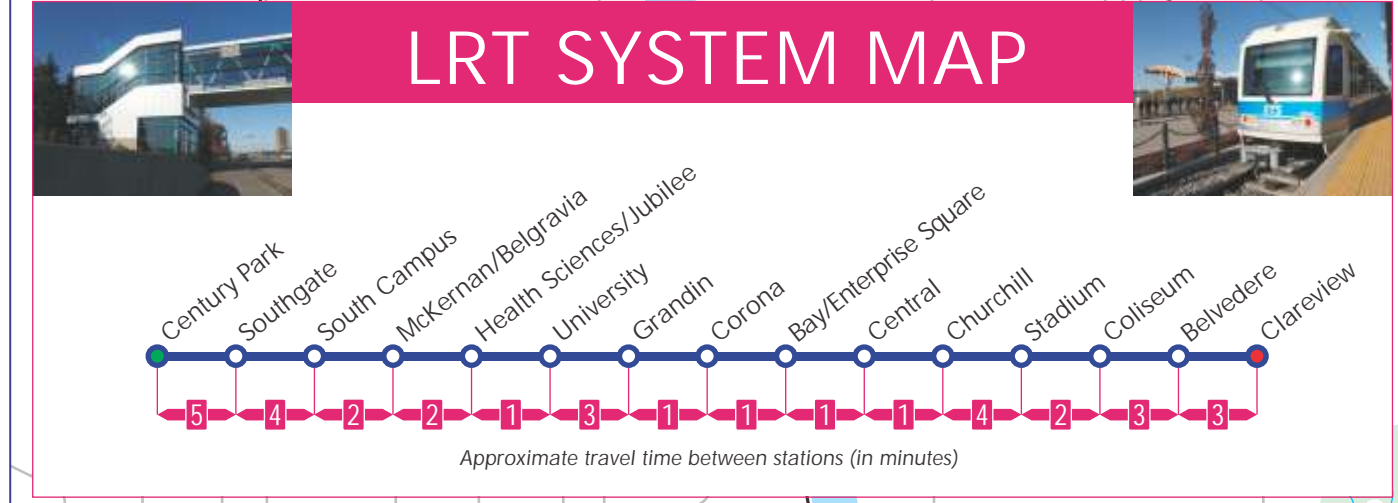 LRT SYSTEM MAP
ETS
Century Park
Southgate
South Campus
McKernan/Belgravia
Health Sciences/Jubilee
University
Grandin
Corona
Bay/Enterprise Square
Central
Churchill
Stadium
Coliseum
Belvedere
Clareview
5 4 2 2 1 3 1 1 1 1 4 2 3 3
Approximate travel time between stations (in minutes)